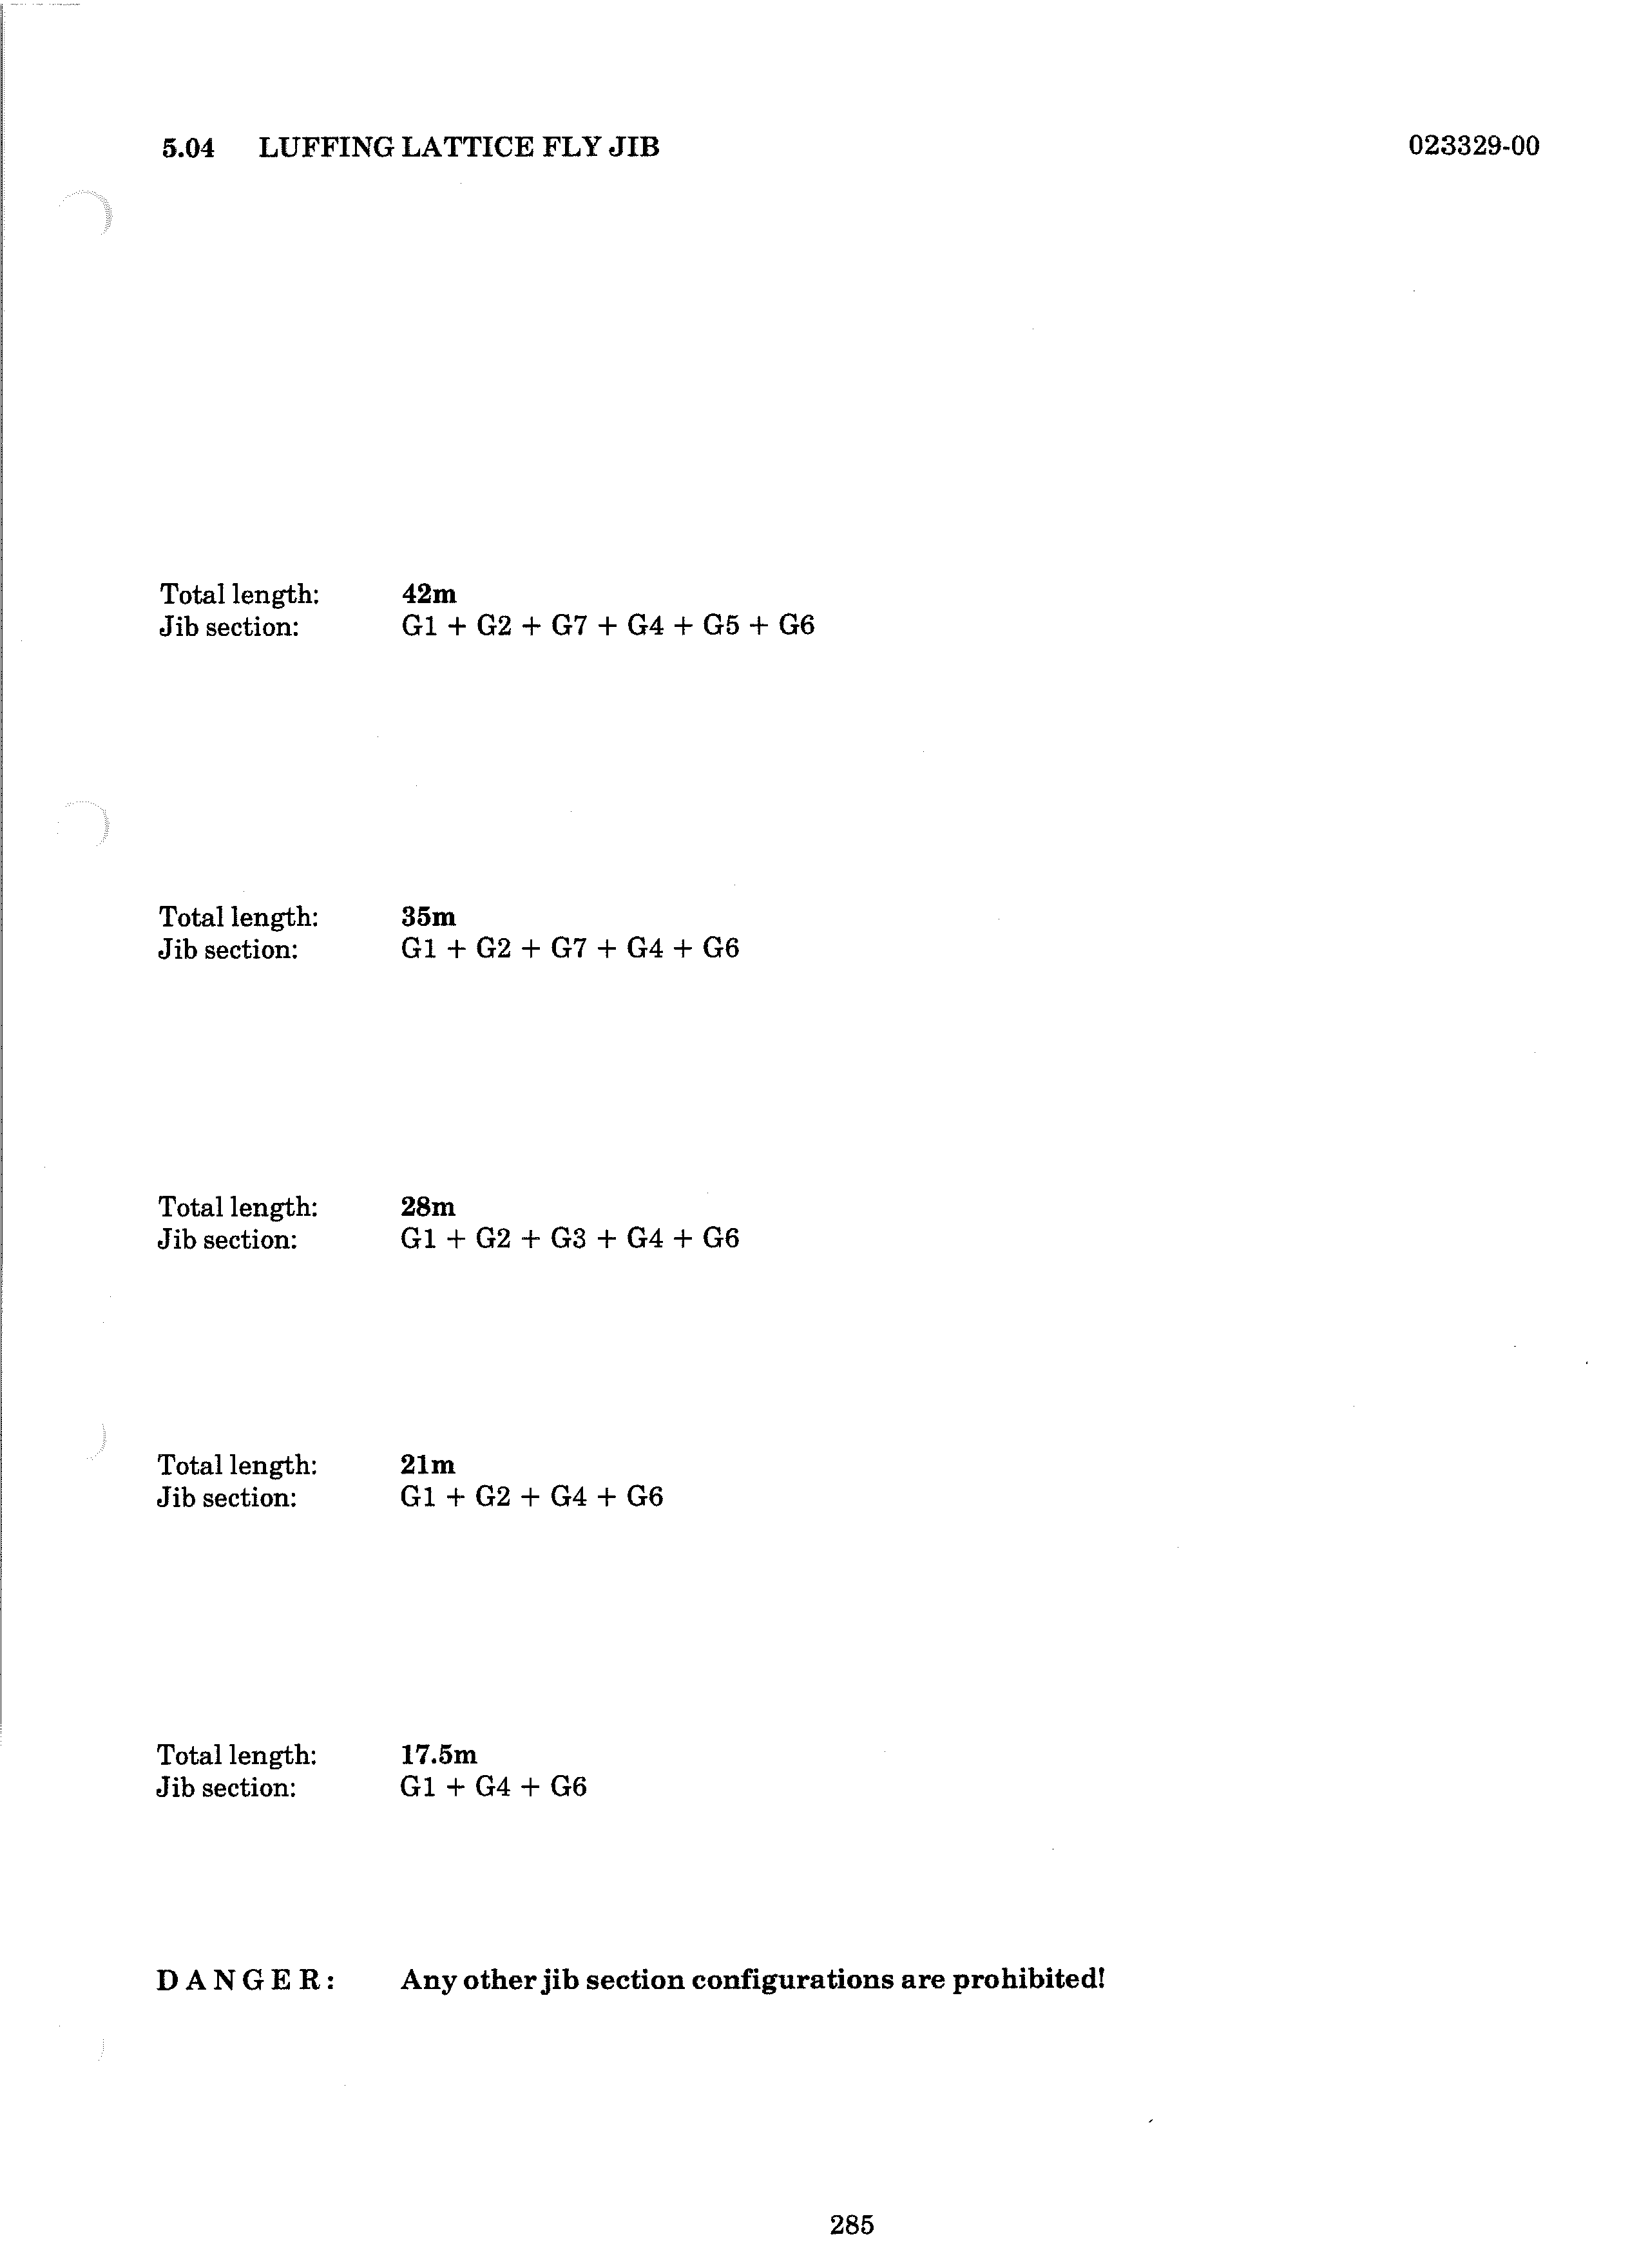 5.04 LUFFING LATTICE FLY JIB 023329-00
Total length: 42m
Jib section: G1 + G2 + G7 + G4 + G5 + G6
Total length: 35m
Jib section: G1 + G2 + G7 + G4 + G6
Total length: 28m
Jib section: G1 + G2 + G3 + G4 + G6
Total length: 21m
Jib section: G1 + G2 + G4 + G6
Total length: 17.5m
Jib section: G1 + G4 + G6
D A N G E R : Any other jib section configurations are prohibited!
285